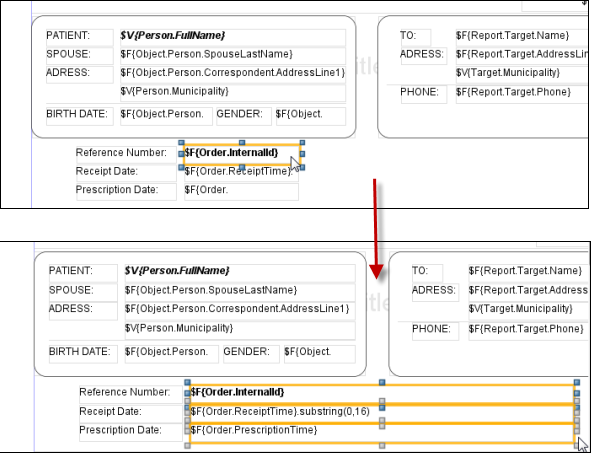 $
PATIENT: $V{Person.FullName} TO: $F{Report.Target.Name}
SPOUSE: $F{Object.Person.SpouseLastName} ADRESS: $F{Report.Target.AddressLin
ADRESS: $F{Object.Person.Correspondent.AddressLine1} $V{Target.Municipality}
$V{Person.Municipality} PHONE: $F{Report.Target.Phone}
BIRTH DATE: $F{Object.Person. GENDER: $F{Object.
Title
Reference Number: $F{Order.InternalId}
Receipt Date: $F{Order.ReceiptTime}.
Prescription Date: $F{Order.
PATIENT: $V{Person.FullName} TO: $F{Report.Target.Name}
SPOUSE: $F{Object.Person.SpouseLastName} ADRESS: $F{Report.Target.Address
ADRESS: $F{Object.Person.Correspondent.AddressLine1} $V{Target.Municipality}
$V{Person.Municipality} PHONE: $F{Report.Target.Phone}
BIRTH DATE: $F{Object.Person. GENDER: $F{Object.
Title
Reference Number: $F{Order.InternalId}
Receipt Date: $F{Order.ReceiptTime}.substring(0,16)
Prescription Date: $F{Order.PrescriptionTime}